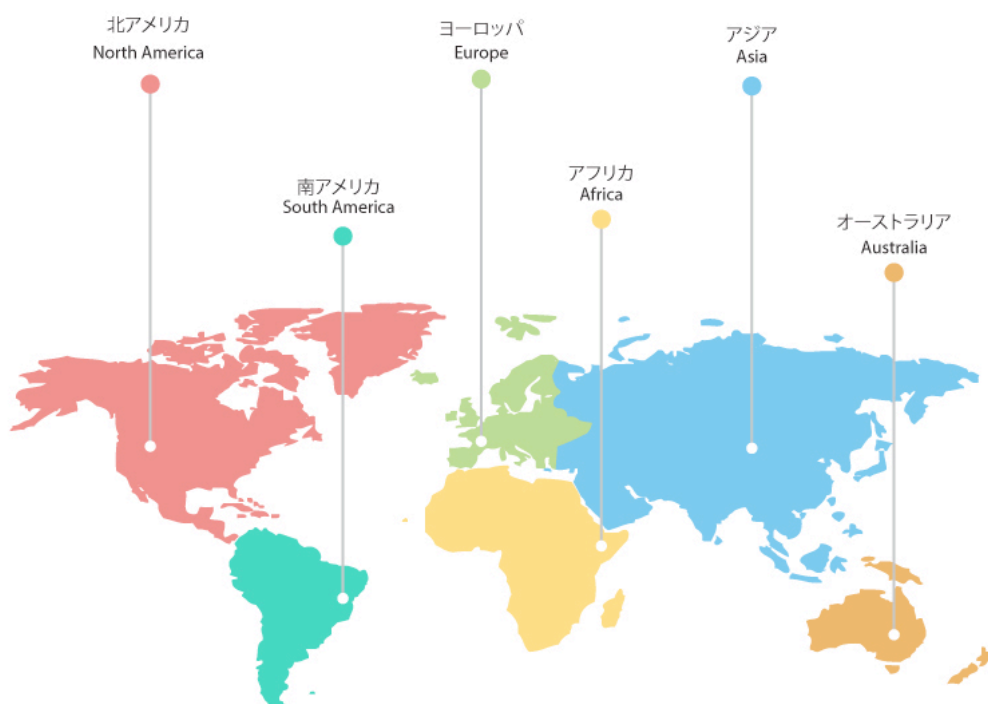 北アメリカ
North America
ヨーロッパ
Europe
アジア
Asia
南アメリカ
South America
アフリカ
Africa
オーストラリア
Australia